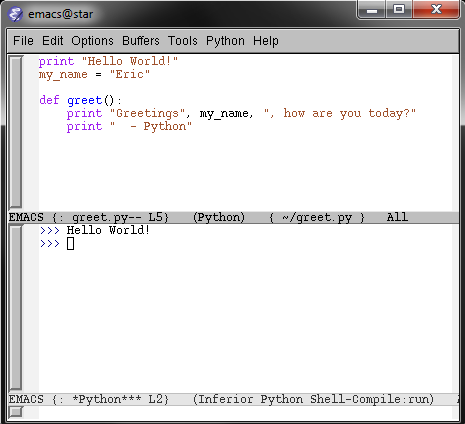 emacs@star
File Edit Options Buffers Tools Python Help
print "Hello World!"
my_name = "Eric"
def greet():
    print "Greetings", my_name, ", how are you today?"
    print "  - Python"
EMACS {: greet.py-- L5}   (Python)   { ~/greet.py }   All
>>> Hello World!
>>>
EMACS {: *Python*** L2}   (Inferior Python Shell-Compile:run)